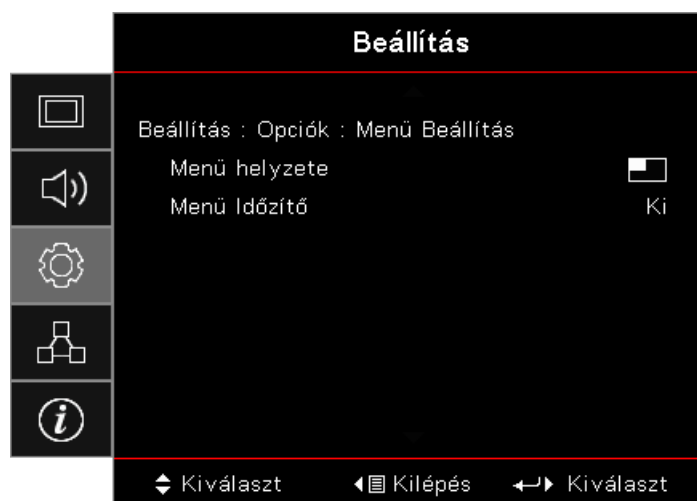 Beállítás
Beállítás : Opciók : Menü Beállítás
Menü helyzete
Menü Időzítő Ki
Kiválaszt Kilépés Kiválaszt